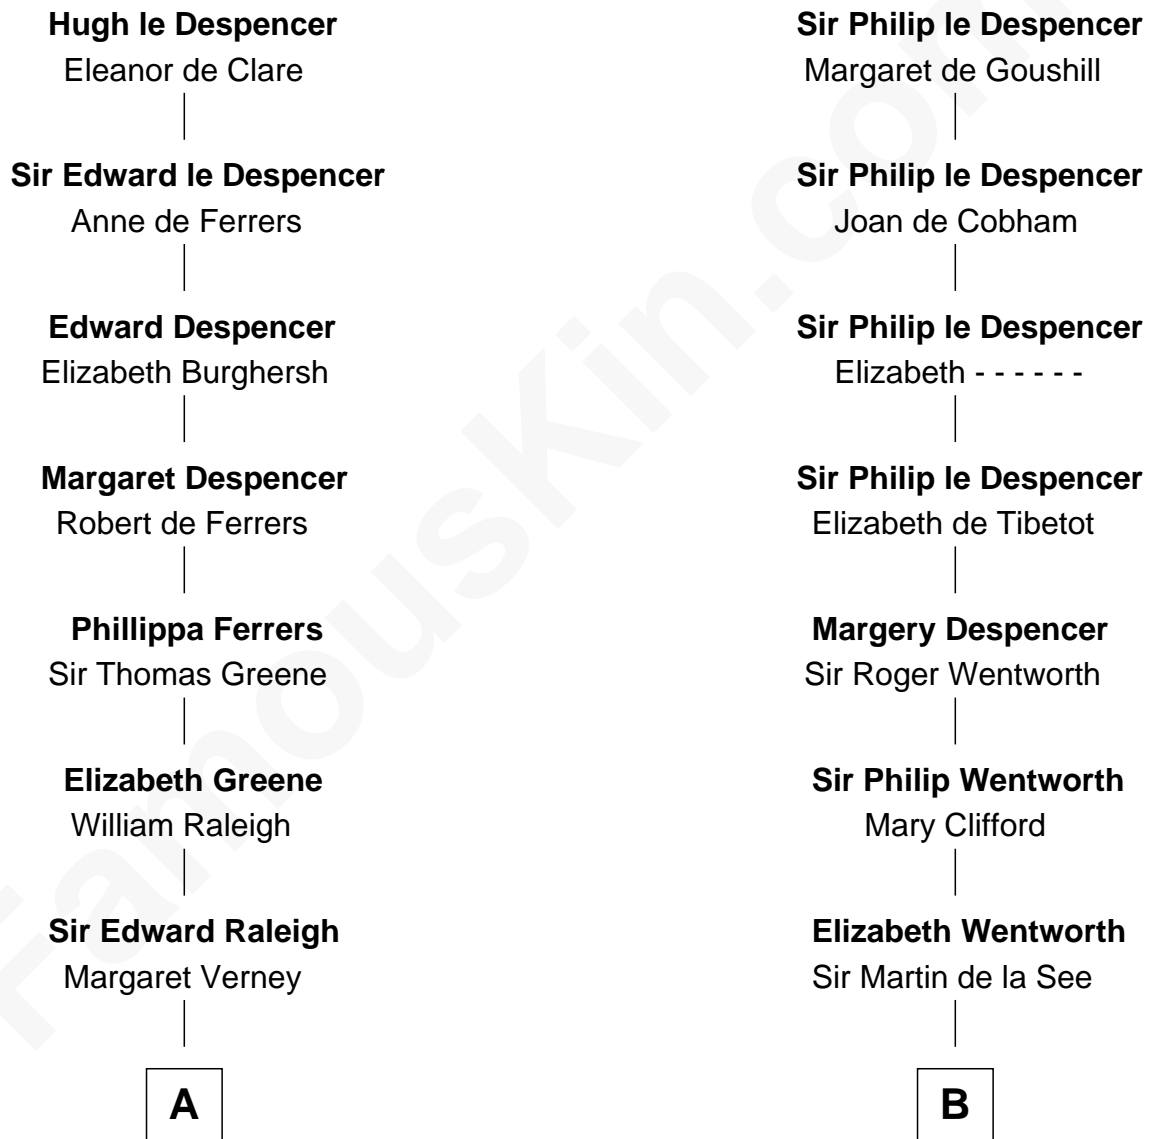 Hugh le Despencer
Eleanor de Clare
Sir Edward le Despencer
Anne de Ferrers
Edward Despencer
Elizabeth Burghersh
Margaret Despencer
Robert de Ferrers
Phillippa Ferrers
Sir Thomas Greene
Elizabeth Greene
William Raleigh
Sir Edward Raleigh
Margaret Verney
A
Sir Philip le Despencer
Margaret de Goushill
Sir Philip le Despencer
Joan de Cobham
Sir Philip le Despencer
Elizabeth - - - - - -
Sir Philip le Despencer
Elizabeth de Tibetot
Margery Despencer
Sir Roger Wentworth
Sir Philip Wentworth
Mary Clifford
Elizabeth Wentworth
Sir Martin de la See
B
FamousKin.com